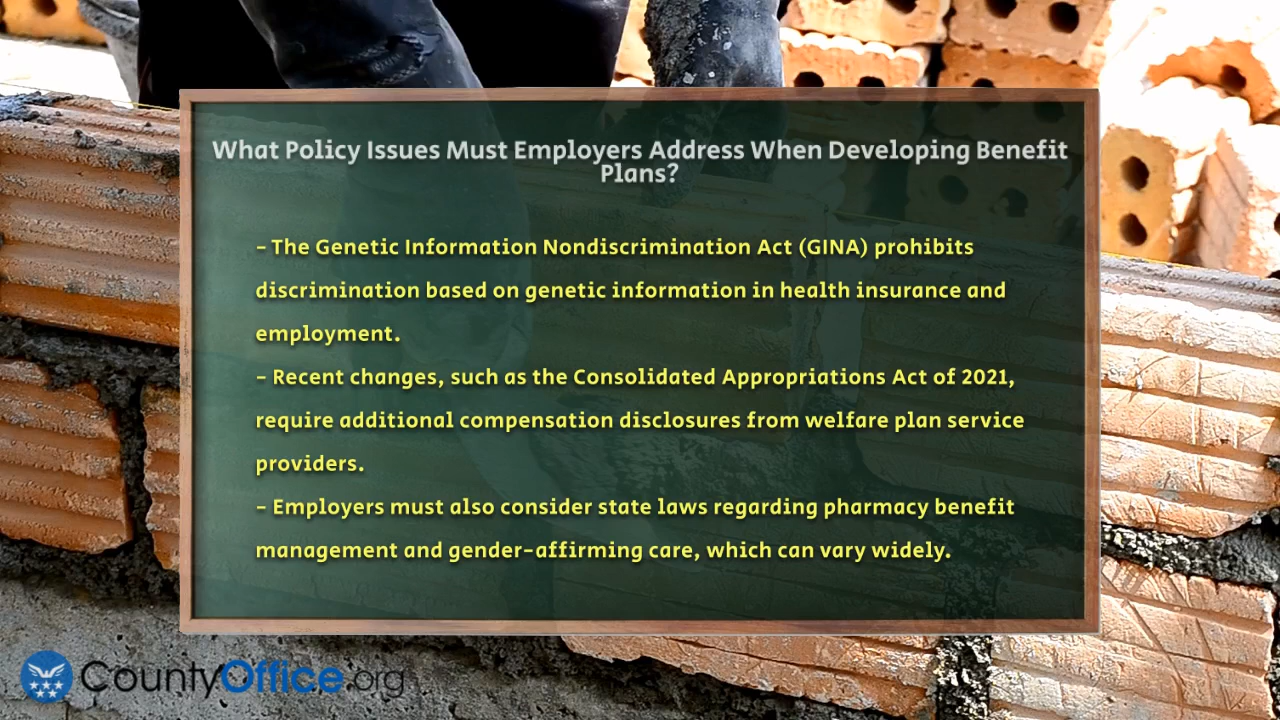 What Policy Issues Must Employers Address When Developing Benefit
Plans?
- The Genetic Information Nondiscrimination Act (GINA) prohibits
discrimination based on genetic information in health insurance and
employment.
- Recent changes, such as the Consolidated Appropriations Act of 2021,
require additional compensation disclosures from welfare plan service
providers.
- Employers must also consider state laws regarding pharmacy benefit
management and gender-affirming care, which can vary widely.
CountyOffice.org